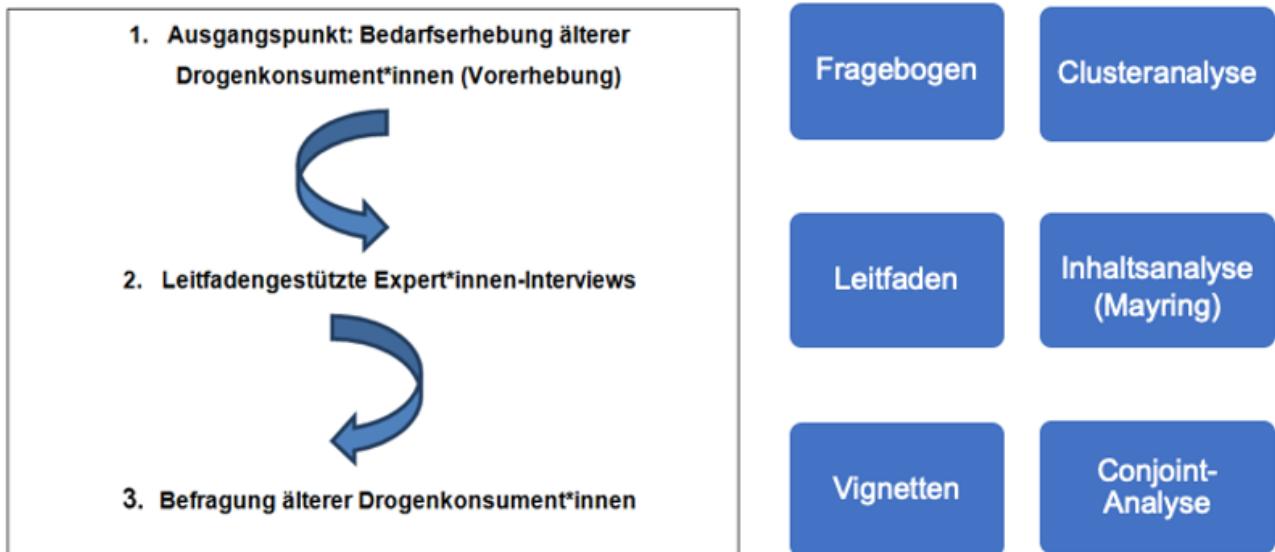 1. Ausgangspunkt: Bedarfserhebung älterer
Drogenkonsument*innen (Vorerhebung)
Fragebogen
Clusteranalyse
2. Leitfadengestützte Expert*innen-Interviews
Leitfaden
Inhaltsanalyse
(Mayring)
3. Befragung älterer Drogenkonsument*innen
Vignetten
Conjoint-
Analyse